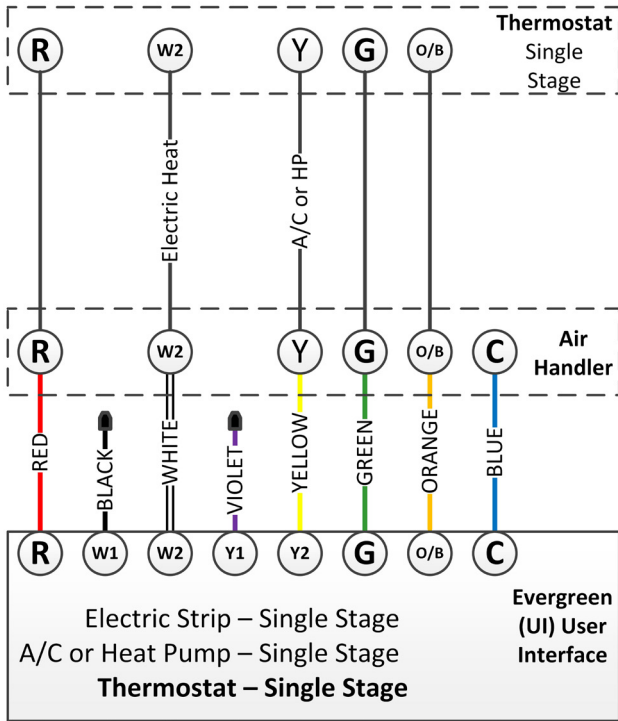 R W2 Y G O/B
Thermostat
Single
Stage
Electric Heat
A/C or HP
R W2 Y G O/B C
Air
Handler
RED
BLACK
WHITE
VIOLET
YELLOW
GREEN
ORANGE
BLUE
R W1 W2 Y1 Y2 G O/B C
Electric Strip – Single Stage
A/C or Heat Pump – Single Stage
Thermostat – Single Stage
Evergreen
(UI) User
Interface